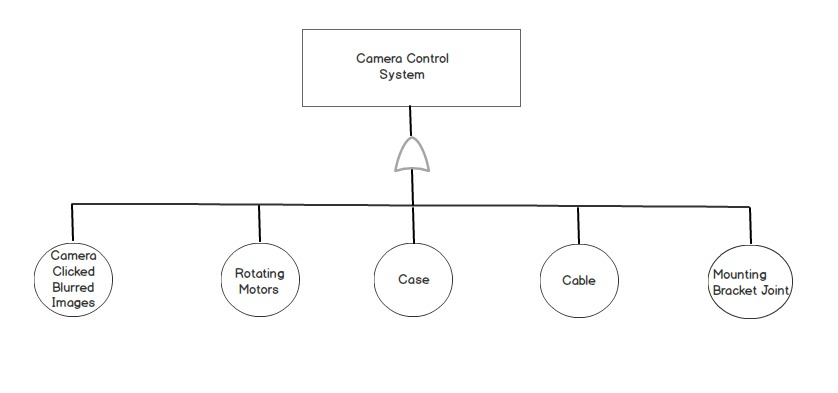 Camera Control
System
Camera
Clicked
Blurred
Images
Rotating
Motors
Case
Cable
Mounting
Bracket Joint